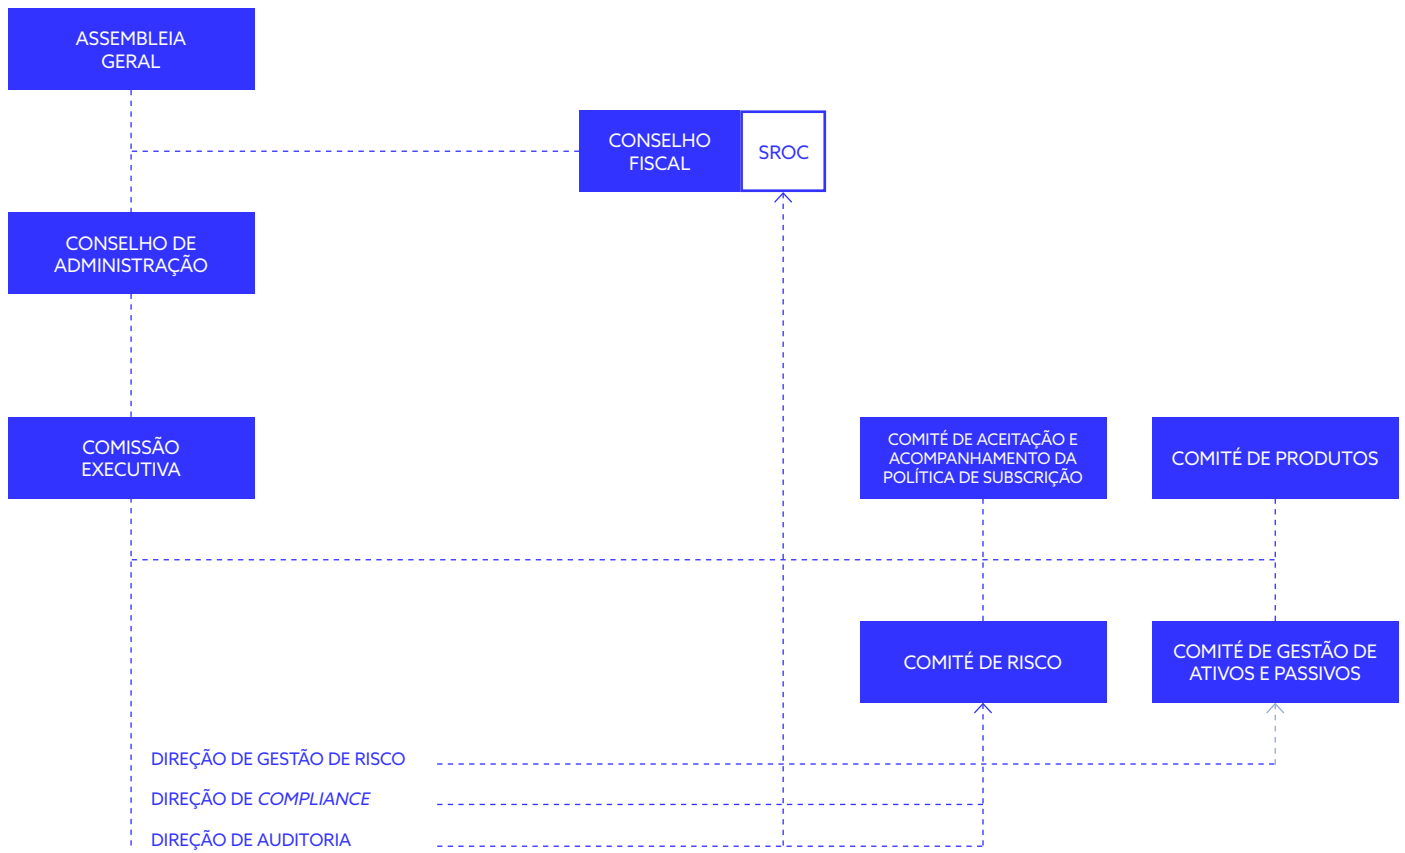 ASSEMBLEIA
GERAL
CONSELHO
FISCAL
SROC
CONSELHO DE
ADMINISTRAÇÃO
COMISSÃO
EXECUTIVA
COMITÉ DE ACEITAÇÃO E
ACOMPANHAMENTO DA
POLÍTICA DE SUBSCRIÇÃO
COMITÉ DE PRODUTOS
COMITÉ DE RISCO
COMITÉ DE GESTÃO DE
ATIVOS E PASSIVOS
DIREÇÃO DE GESTÃO DE RISCO
DIREÇÃO DE COMPLIANCE
DIREÇÃO DE AUDITORIA